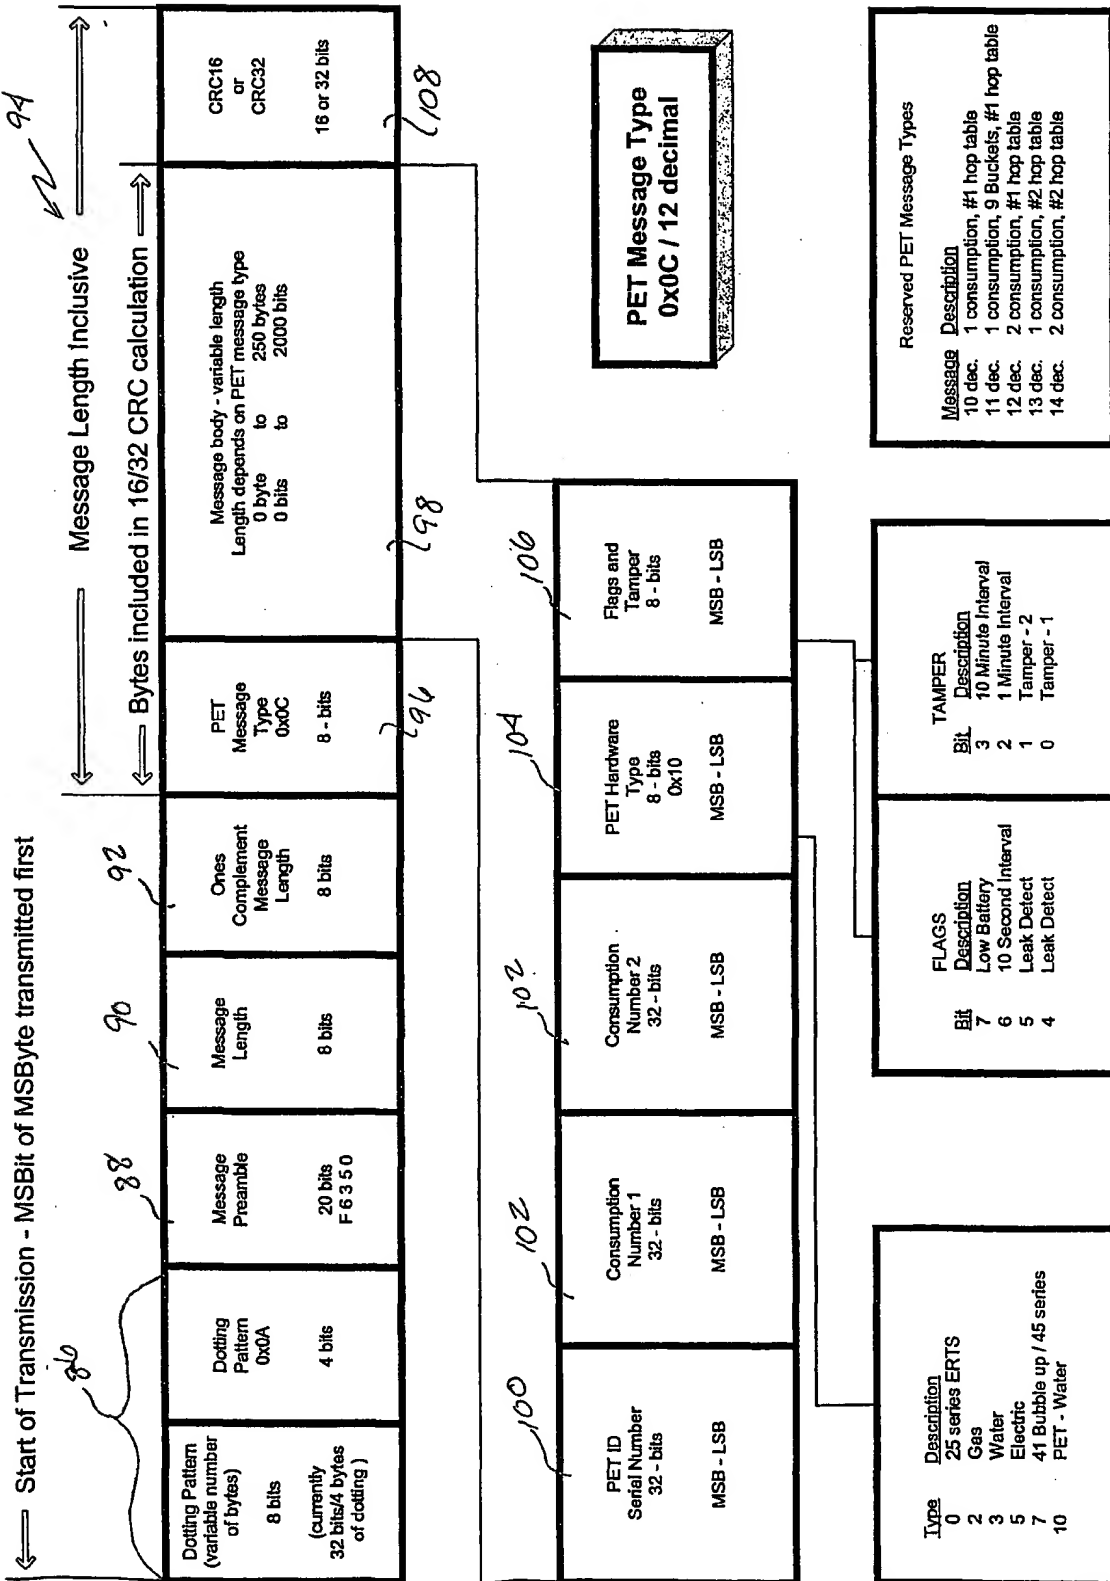 Start of Transmission - MSBit of MSByte transmitted first
94
Message Length Inclusive
Bytes included in 16/32 CRC calculation
86
88
90
92
Dotting Pattern
(variable number
of bytes)
8 bits
(currently
32 bits/4 bytes
of dotting )
Dotting
Pattern
0x0A
4 bits
Message
Preamble
20 bits
F 6 3 5 0
Message
Length
8 bits
Ones
Complement
Message
Length
8 bits
PET
Message
Type
0x0C
8 - bits
Message body - variable length
Length depends on PET message type
0 byte to 250 bytes
0 bits to 2000 bits
CRC16
or
CRC32
16 or 32 bits
96
98
108
100
102
102
104
106
PET ID
Serial Number
32 - bits
MSB - LSB
Consumption
Number 1
32 - bits
MSB - LSB
Consumption
Number 2
32 - bits
MSB - LSB
PET Hardware
Type
8 - bits
0x10
MSB - LSB
Flags and
Tamper
8 - bits
MSB - LSB
PET Message Type
0x0C / 12 decimal
Type Description
0 25 series ERTS
2 Gas
3 Water
5 Electric
7 41 Bubble up / 45 series
10 PET - Water
FLAGS
Bit Description
7 Low Battery
6 10 Second Interval
5 Leak Detect
4 Leak Detect
TAMPER
Bit Description
3 10 Minute Interval
2 1 Minute Interval
1 Tamper - 2
0 Tamper - 1
Reserved PET Message Types
Message Description
10 dec. 1 consumption, #1 hop table
11 dec. 1 consumption, 9 Buckets, #1 hop table
12 dec. 2 consumption, #1 hop table
13 dec. 1 consumption, #2 hop table
14 dec. 2 consumption, #2 hop table